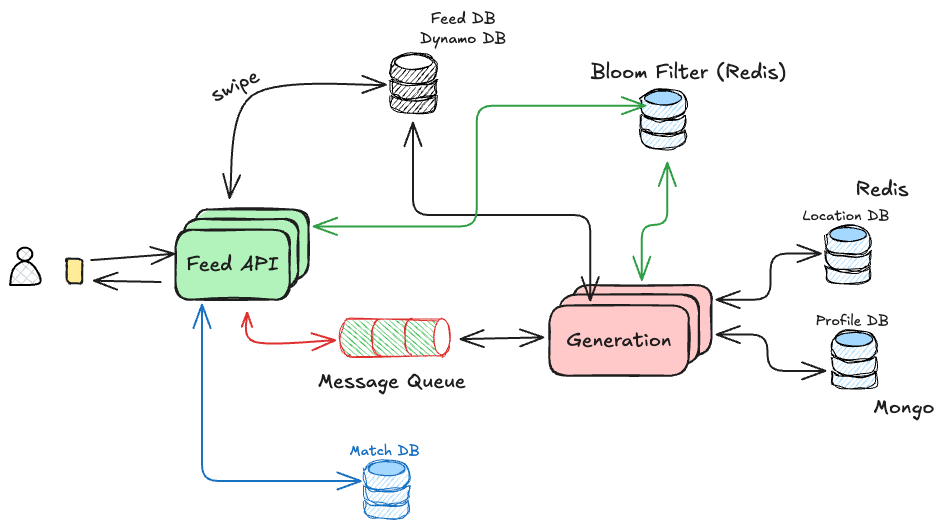 Feed DB
Dynamo DB
swipe
Bloom Filter (Redis)
Redis
Location DB
Feed API
Profile DB
Generation
Message Queue
Mongo
Match DB